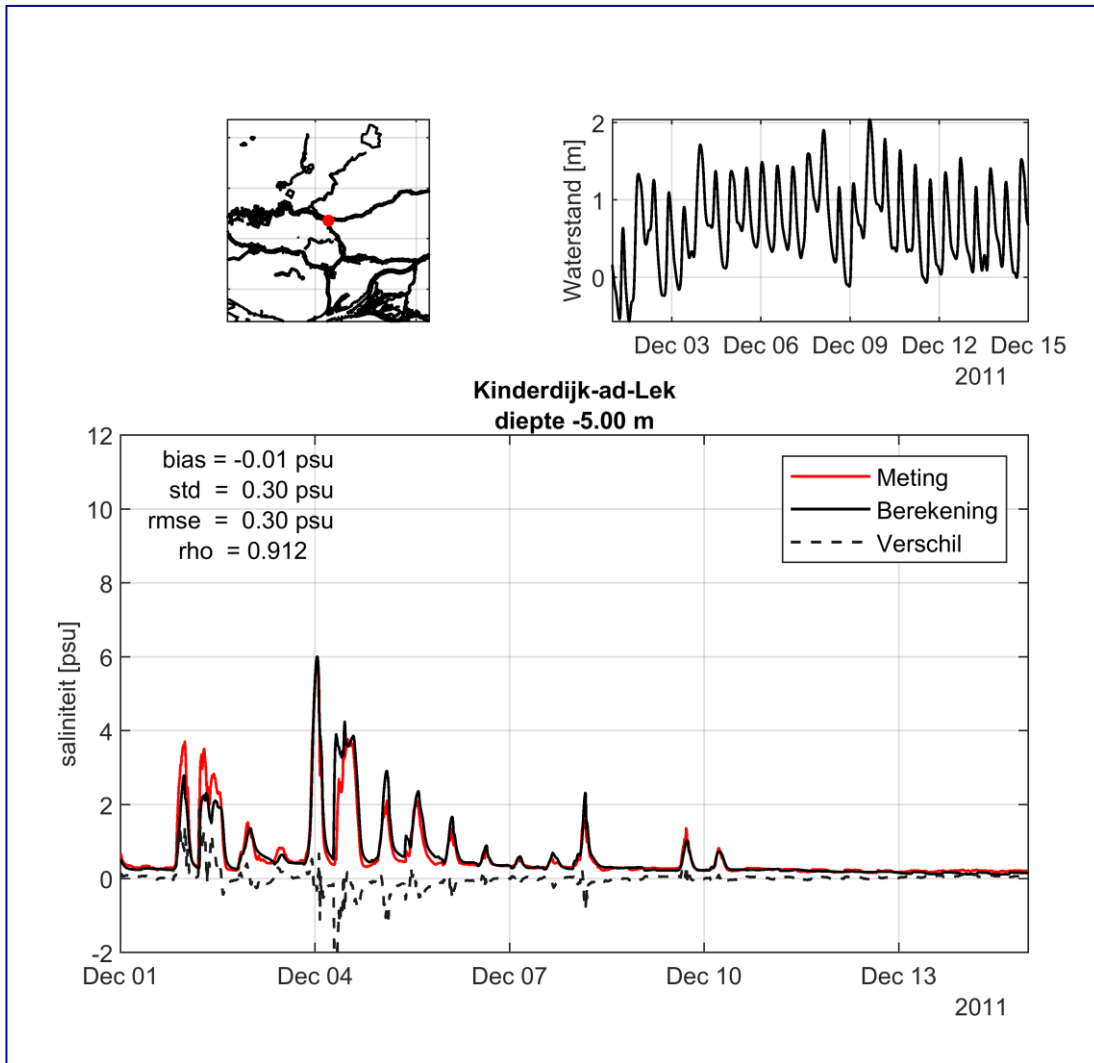 2
1
0
Waterstand [m]
Dec 03 Dec 06 Dec 09 Dec 12 Dec 15
2011
Kinderdijk-ad-Lek
diepte -5.00 m
12
10
8
6
4
2
0
-2
saliniteit [psu]
bias = -0.01 psu
std = 0.30 psu
rmse = 0.30 psu
rho = 0.912
Meting
Berekening
Verschil
Dec 01 Dec 04 Dec 07 Dec 10 Dec 13
2011